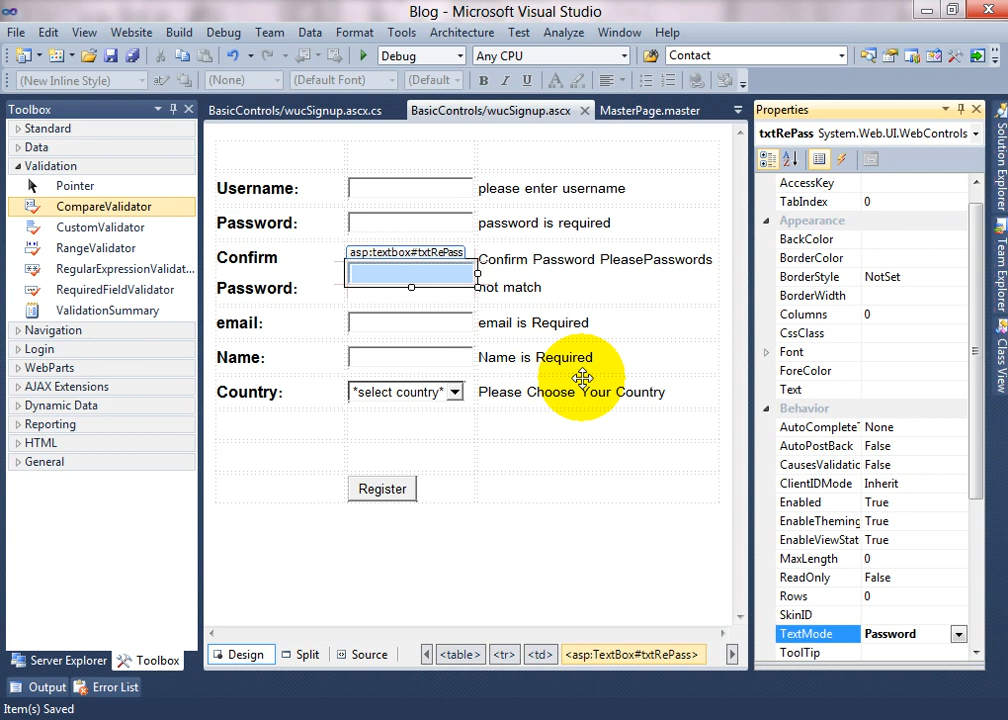 Blog - Microsoft Visual Studio
File Edit View Website Build Debug Team Data Format Tools Architecture Test Analyze Window Help
Debug Any CPU Contact
(New Inline Style) (None) (Default Font) (Default B I U A
Toolbox
Standard
Data
Validation
Pointer
CompareValidator
CustomValidator
RangeValidator
RegularExpressionValidat...
RequiredFieldValidator
ValidationSummary
Navigation
Login
WebParts
AJAX Extensions
Dynamic Data
Reporting
HTML
General
Server Explorer Toolbox
BasicControls/wucSignup.ascx.cs BasicControls/wucSignup.ascx MasterPage.master
Username: please enter username
Password: password is required
asp:textbox#txtRePass
Confirm Confirm Password PleasePasswords
Password: not match
email: email is Required
Name: Name is Required
Country: *select country* Please Choose Your Country
Register
Design Split Source <table> <tr> <td> <asp:TextBox#txtRePass>
Properties
txtRePass System.Web.UI.WebControls
AccessKey
TabIndex 0
Appearance
BackColor
BorderColor
BorderStyle NotSet
BorderWidth
Columns 0
CssClass
Font
ForeColor
Text
Behavior
AutoComplete None
AutoPostBack False
CausesValidatic False
ClientIDMode Inherit
Enabled True
EnableTheming True
EnableViewStat True
MaxLength 0
ReadOnly False
Rows 0
SkinID
TextMode Password
ToolTip
Solution Explorer
Team Explorer
Class View
Output Error List
Item(s) Saved